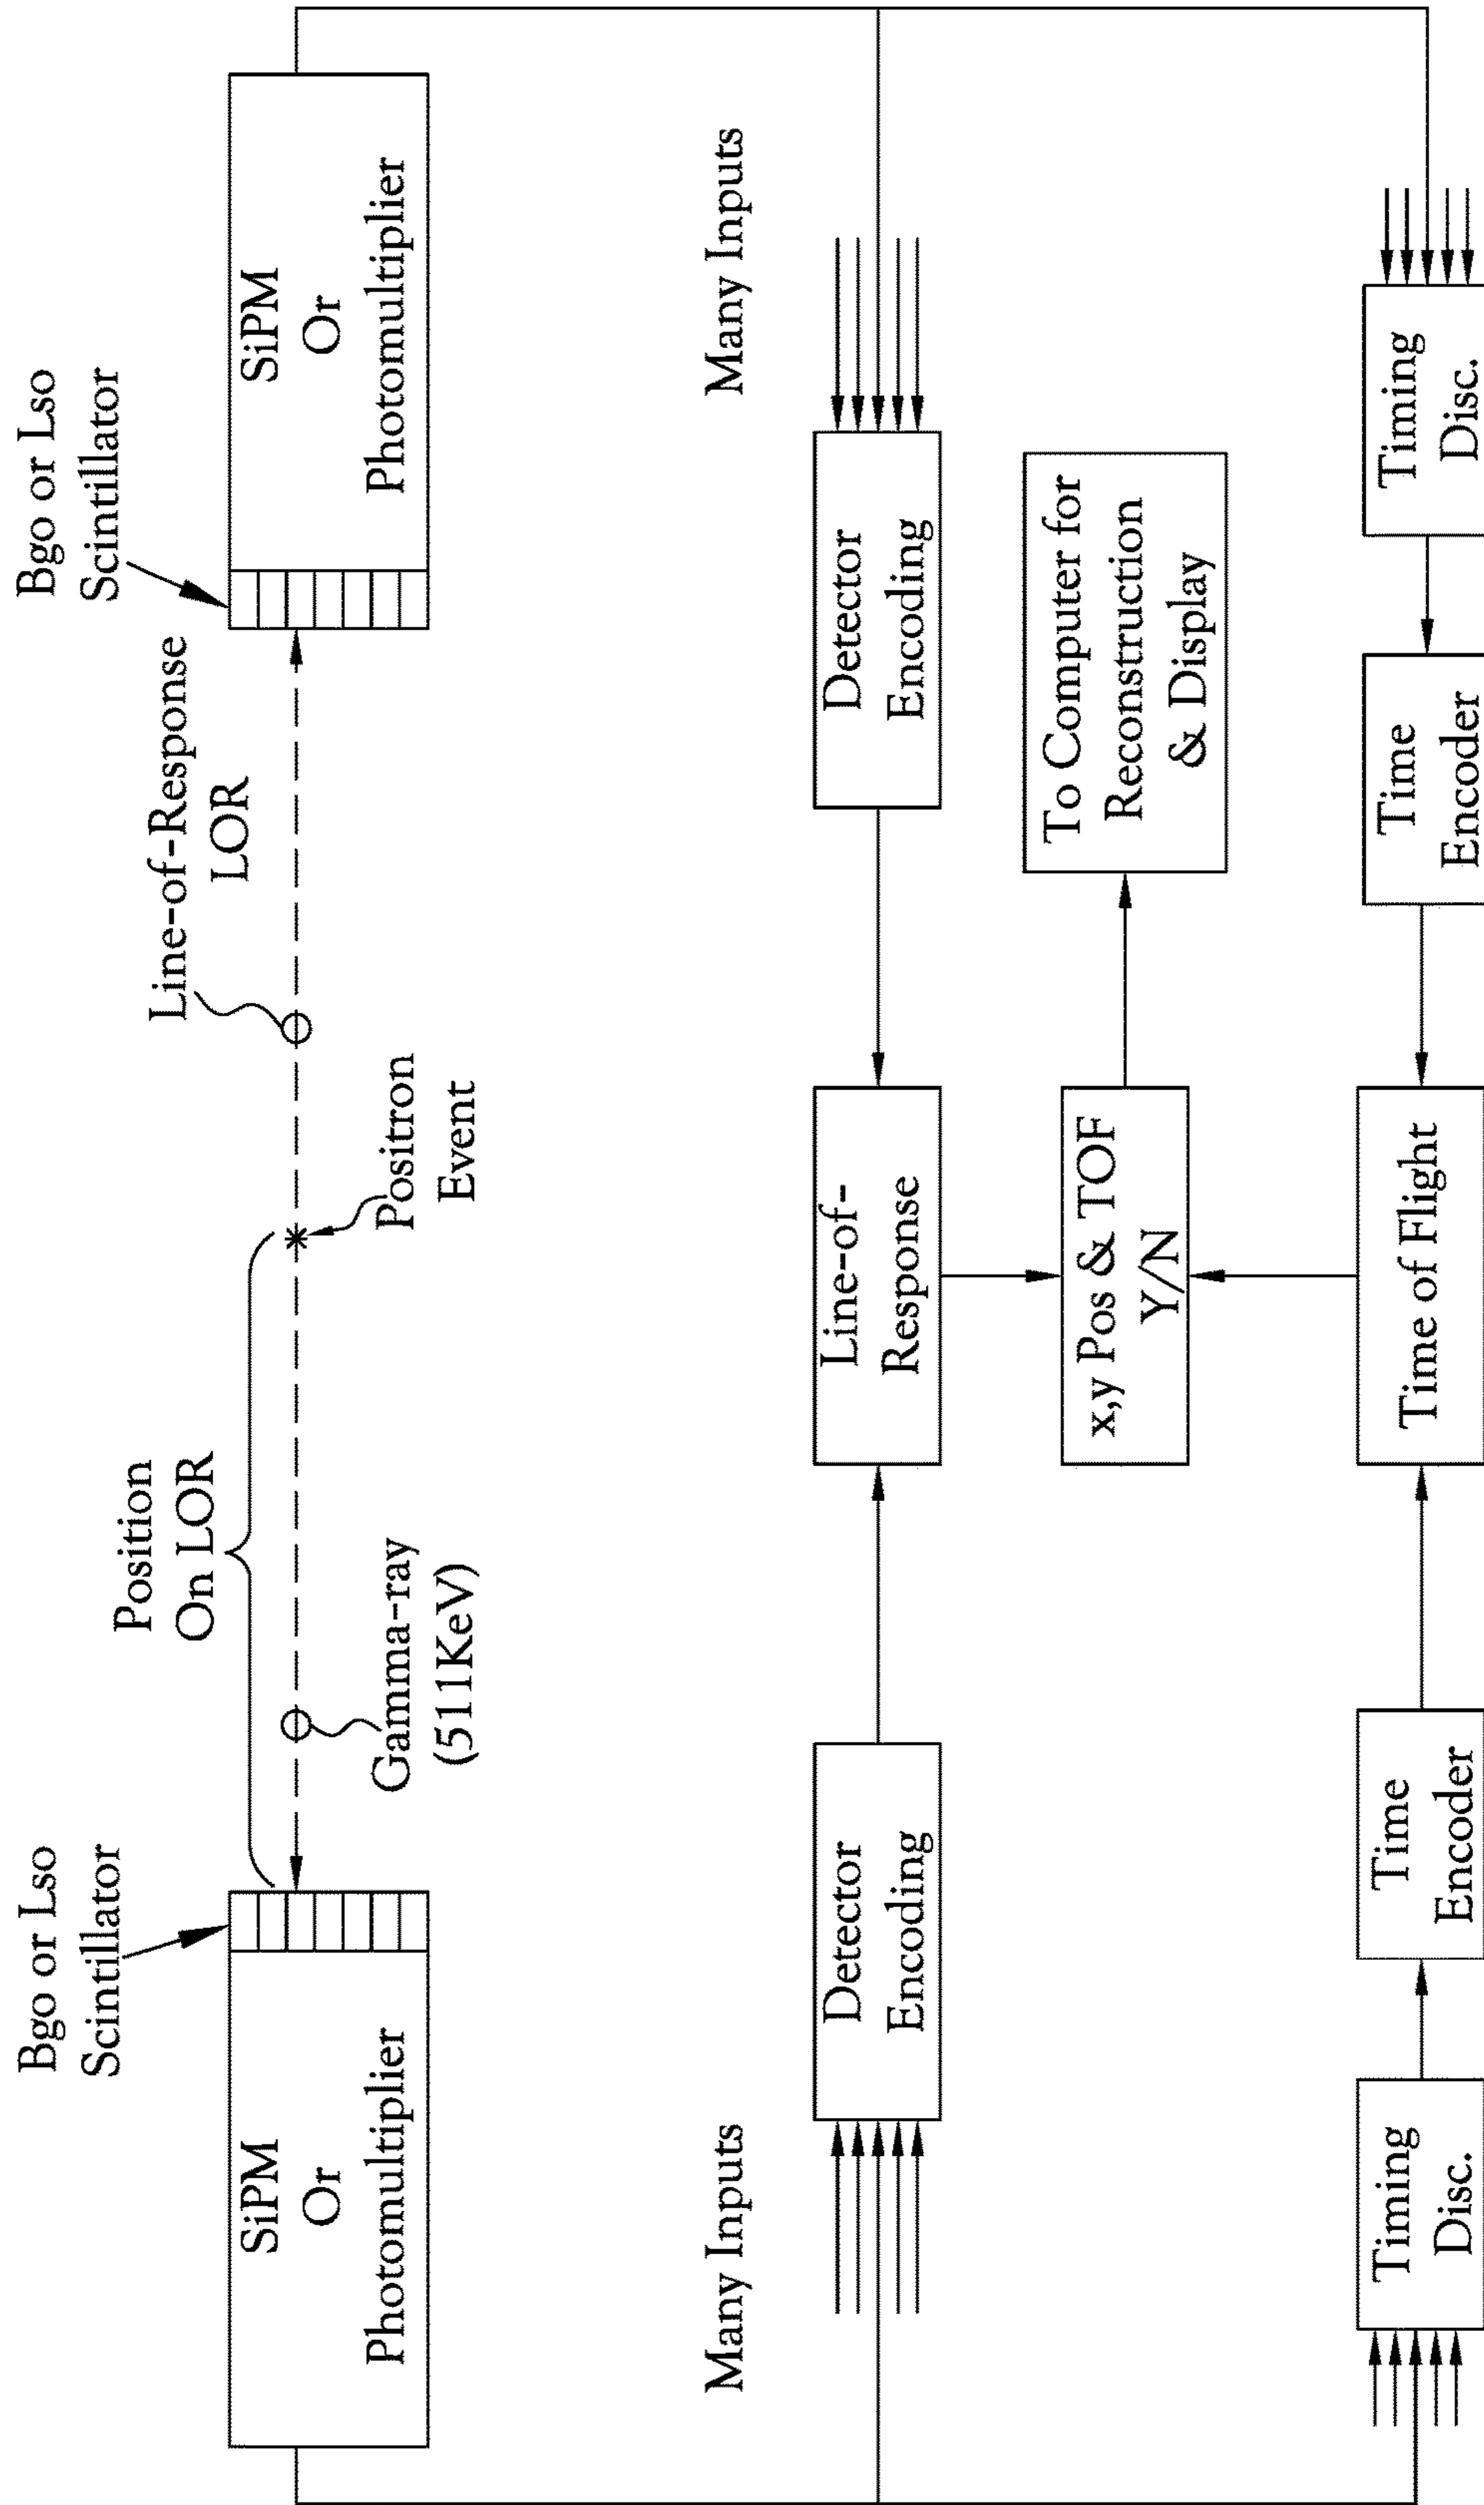 Bgo or Lso
Scintillator
Bgo or Lso
Scintillator
Position
On LOR
Line-of-Response
LOR
SiPM
Or
Photomultiplier
SiPM
Or
Photomultiplier
Gamma-ray
(511KeV)
Positron
Event
Many Inputs
Many Inputs
Detector
Encoding
Line-of-
Response
Detector
Encoding
x,y Pos & TOF
Y/N
To Computer for
Reconstruction
& Display
Timing
Disc.
Time
Encoder
Time of Flight
Time
Encoder
Timing
Disc.